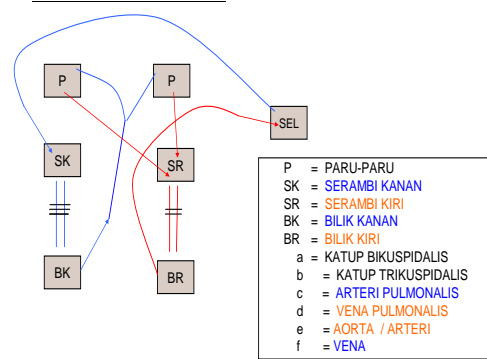 P
P
SEL
SK
SR
BK
BR
P = PARU-PARU
SK = SERAMBI KANAN
SR = SERAMBI KIRI
BK = BILIK KANAN
BR = BILIK KIRI
a = KATUP BIKUSPIDALIS
b = KATUP TRIKUSPIDALIS
c = ARTERI PULMONALIS
d = VENA PULMONALIS
e = AORTA / ARTERI
f = VENA